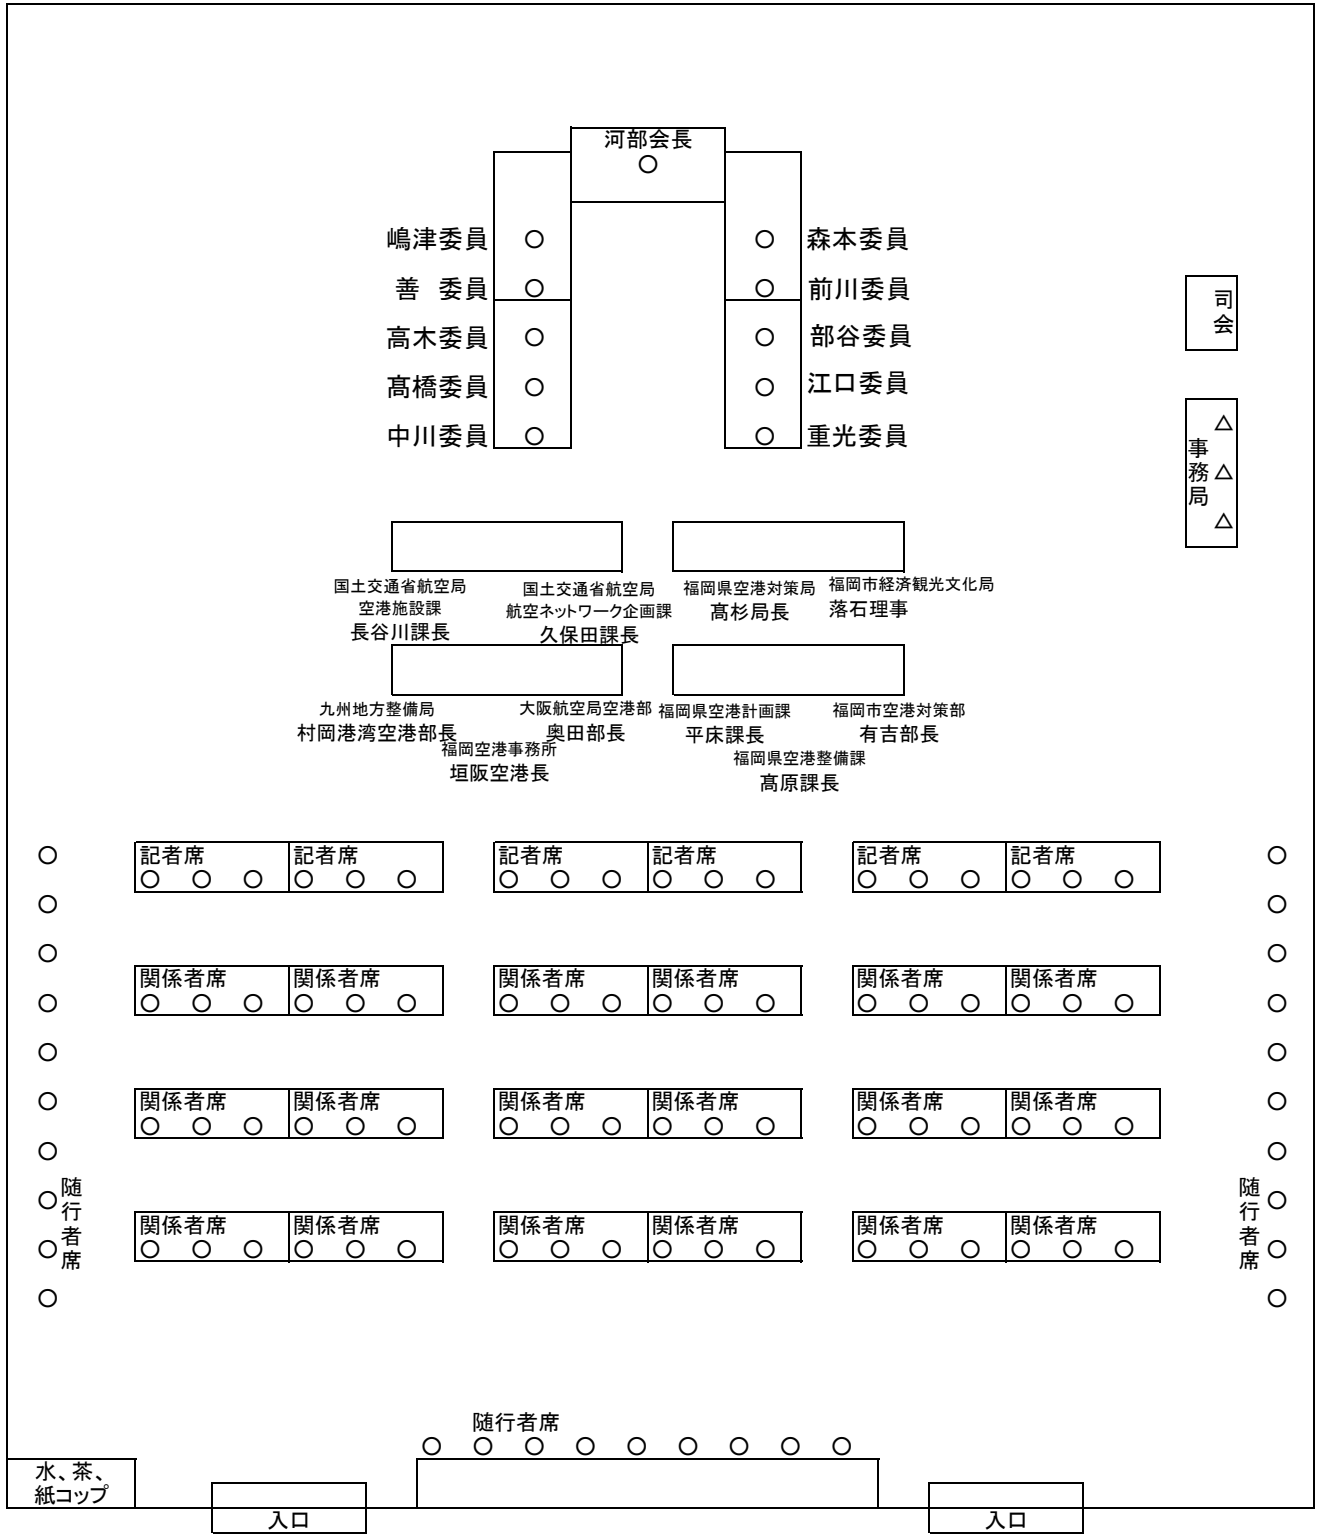 河部会長
○
嶋津委員 ○ ○ 森本委員
善　委員 ○ ○ 前川委員
高木委員 ○ ○ 部谷委員
髙橋委員 ○ ○ 江口委員
中川委員 ○ ○ 重光委員
司会
事務局
△
△
△
国土交通省航空局
空港施設課
長谷川課長
国土交通省航空局
航空ネットワーク企画課
久保田課長
福岡県空港対策局
髙杉局長
福岡市経済観光文化局
落石理事
九州地方整備局
村岡港湾空港部長
福岡空港事務所
垣阪空港長
大阪航空局空港部
奥田部長
福岡県空港計画課
平床課長
福岡県空港整備課
髙原課長
福岡市空港対策部
有吉部長
記者席 記者席 記者席 記者席 記者席 記者席
○ ○ ○ ○ ○ ○ ○ ○ ○ ○ ○ ○ ○ ○ ○ ○ ○ ○
関係者席 関係者席 関係者席 関係者席 関係者席 関係者席
○ ○ ○ ○ ○ ○ ○ ○ ○ ○ ○ ○ ○ ○ ○ ○ ○ ○
関係者席 関係者席 関係者席 関係者席 関係者席 関係者席
○ ○ ○ ○ ○ ○ ○ ○ ○ ○ ○ ○ ○ ○ ○ ○ ○ ○
関係者席 関係者席 関係者席 関係者席 関係者席 関係者席
○ ○ ○ ○ ○ ○ ○ ○ ○ ○ ○ ○ ○ ○ ○ ○ ○ ○
随行者席
○ ○ ○ ○ ○ ○ ○ ○ ○ ○
随行者席
○ ○ ○ ○ ○ ○ ○ ○ ○ ○
随行者席
○ ○ ○ ○ ○ ○ ○ ○ ○
水、茶、
紙コップ
入口
入口